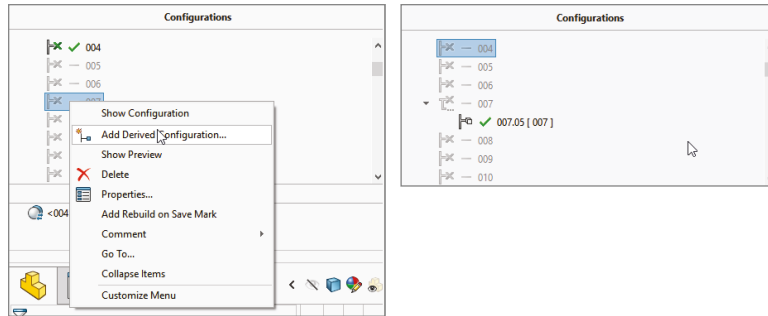 Configurations
004
005
006
007
Show Configuration
Add Derived Configuration...
Show Preview
Delete
Properties...
Add Rebuild on Save Mark
Comment
Go To...
Collapse Items
Customize Menu
<004
Configurations
004
005
006
007
007.05 [ 007 ]
008
009
010